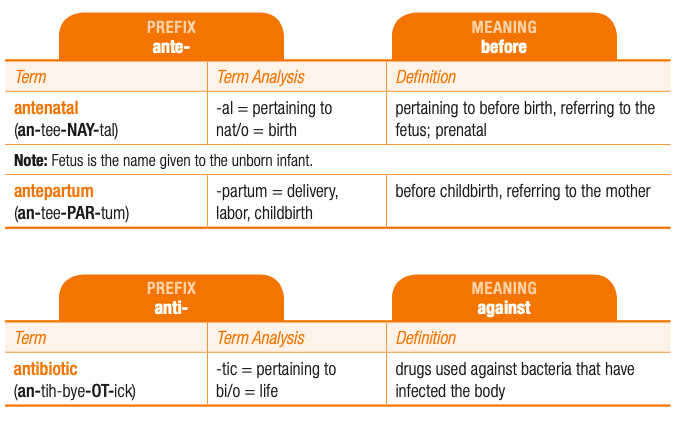 PREFIX
ante-
MEANING
before
Term
Term Analysis
Definition
antenatal
(an-tee-NAY-tal)
-al = pertaining to
nat/o = birth
pertaining to before birth, referring to the
fetus; prenatal
Note: Fetus is the name given to the unborn infant.
antepartum
(an-tee-PAR-tum)
-partum = delivery,
labor, childbirth
before childbirth, referring to the mother
PREFIX
anti-
MEANING
against
Term
Term Analysis
Definition
antibiotic
(an-tih-bye-OT-ick)
-tic = pertaining to
bi/o = life
drugs used against bacteria that have
infected the body